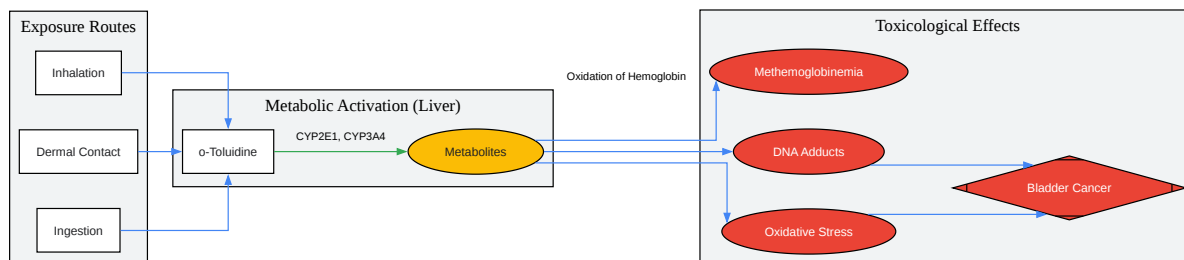 Exposure Routes
Inhalation
Dermal Contact
Ingestion
Metabolic Activation (Liver)
o-Toluidine
CYP2E1, CYP3A4
Metabolites
Oxidation of Hemoglobin
Toxicological Effects
Methemoglobinemia
DNA Adducts
Oxidative Stress
Bladder Cancer